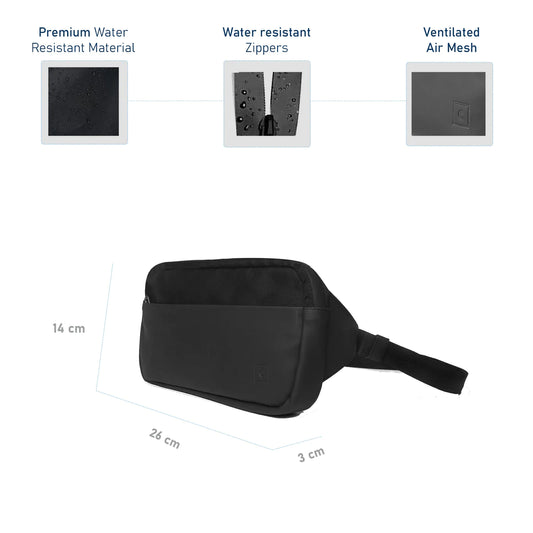 Premium Water
Resistant Material
Water resistant
Zippers
Ventilated
Air Mesh
14 cm
26 cm
3 cm